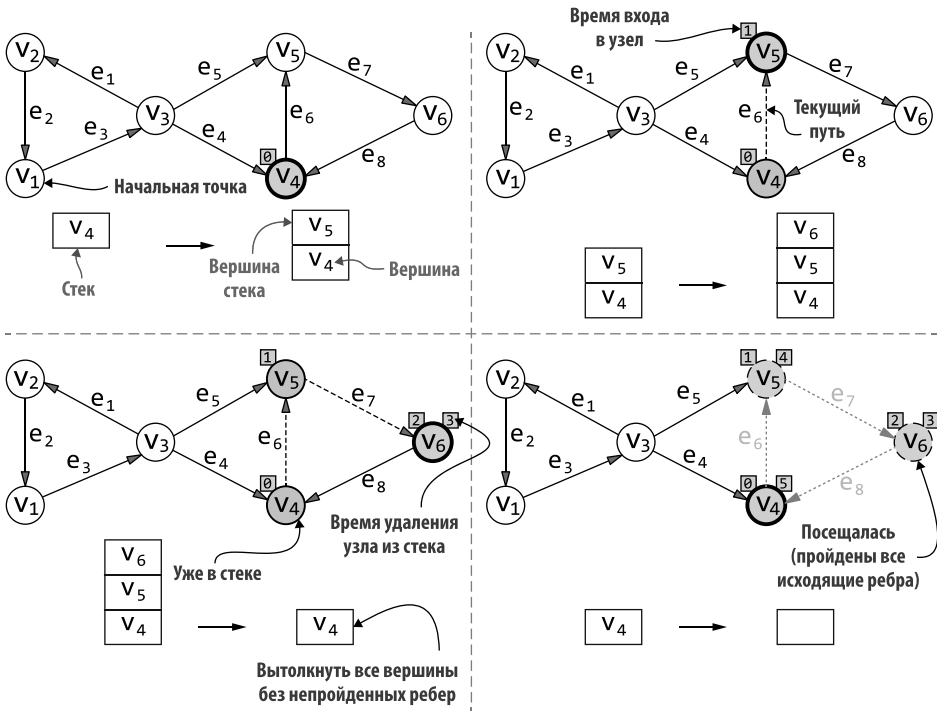 V2
e1
e2
e3
V1
V3
e5
e4
V5
e7
e6
V6
e8
0
V4
Начальная точка
V4
Стек
V5
V4
Вершина
стека
Вершина
Время входа
в узел
1
V5
V2
e1
e2
e3
V1
V3
e5
e4
e7
e6
V6
e8
0
V4
Текущий
путь
V5
V4
V6
V5
V4
V2
e1
e2
e3
V1
V3
e5
e4
1
V5
e7
e6
2 3
V6
e8
0
V4
Время удаления
узла из стека
Уже в стеке
V6
V5
V4
V4
Вытолкнуть все вершины
без непройденных ребер
V2
e1
e2
e3
V1
V3
e5
e4
1 4
V5
e7
e6
2 3
V6
e8
0 5
V4
Посещалась
(пройдены все
исходящие ребра)
V4